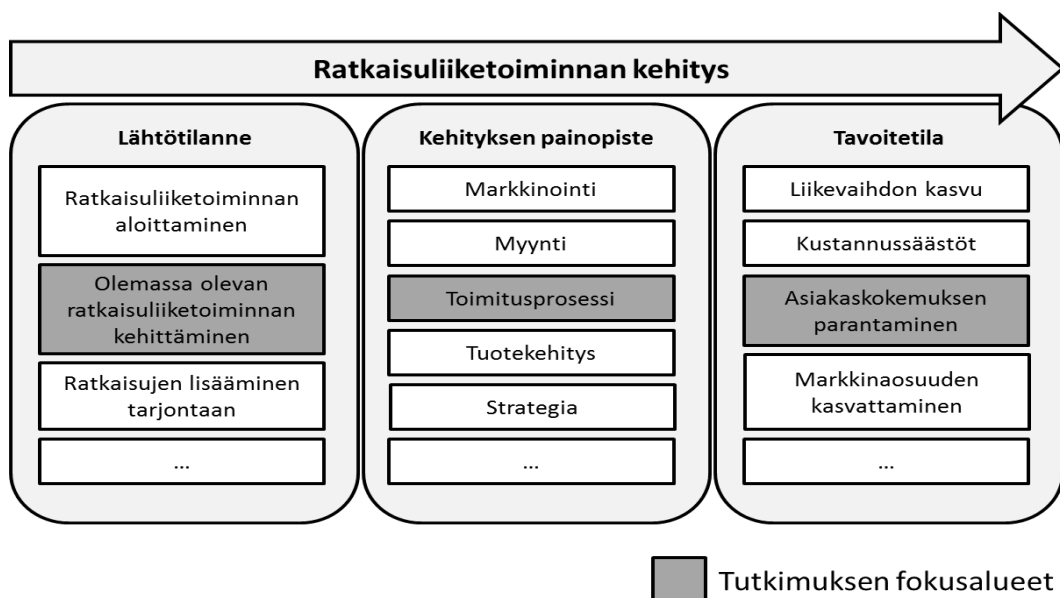 Ratkaisuliiketoiminnan kehitys
Lähtötilanne
Ratkaisuliiketoiminnan
aloittaminen
Olemassa olevan
ratkaisuliiketoiminnan
kehittäminen
Ratkaisujen lisääminen
tarjontaan
...
Kehityksen painopiste
Markkinointi
Myynti
Toimitusprosessi
Tuotekehitys
Strategia
...
Tavoitetila
Liikevaihdon kasvu
Kustannussäästöt
Asiakaskokemuksen
parantaminen
Markkinaosuuden
kasvattaminen
...
Tutkimuksen fokusalueet